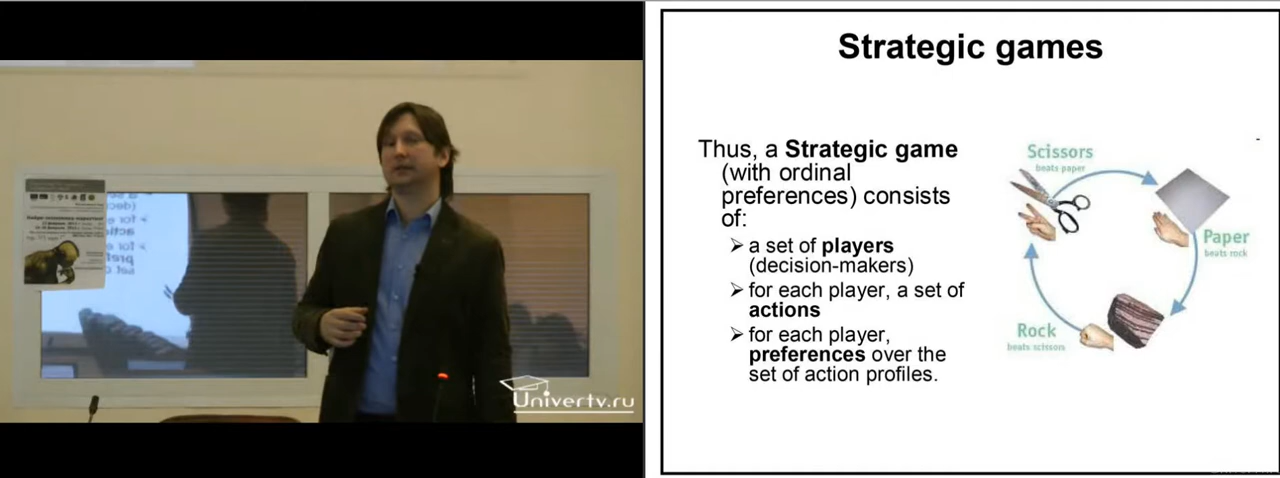 Strategic games
Thus, a Strategic game
(with ordinal
preferences) consists
of:
➢ a set of players
(decision-makers)
➢ for each player, a set of
actions
➢ for each player,
preferences over the
set of action profiles.
Scissors
beats paper
Paper
beats rock
Rock
beats scissors
Univertv.ru